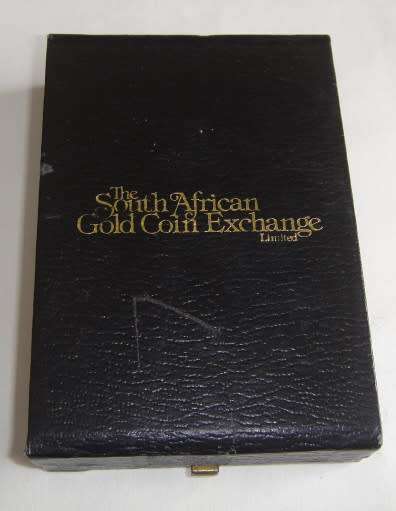 The
South African
Gold Coin Exchange
Limited